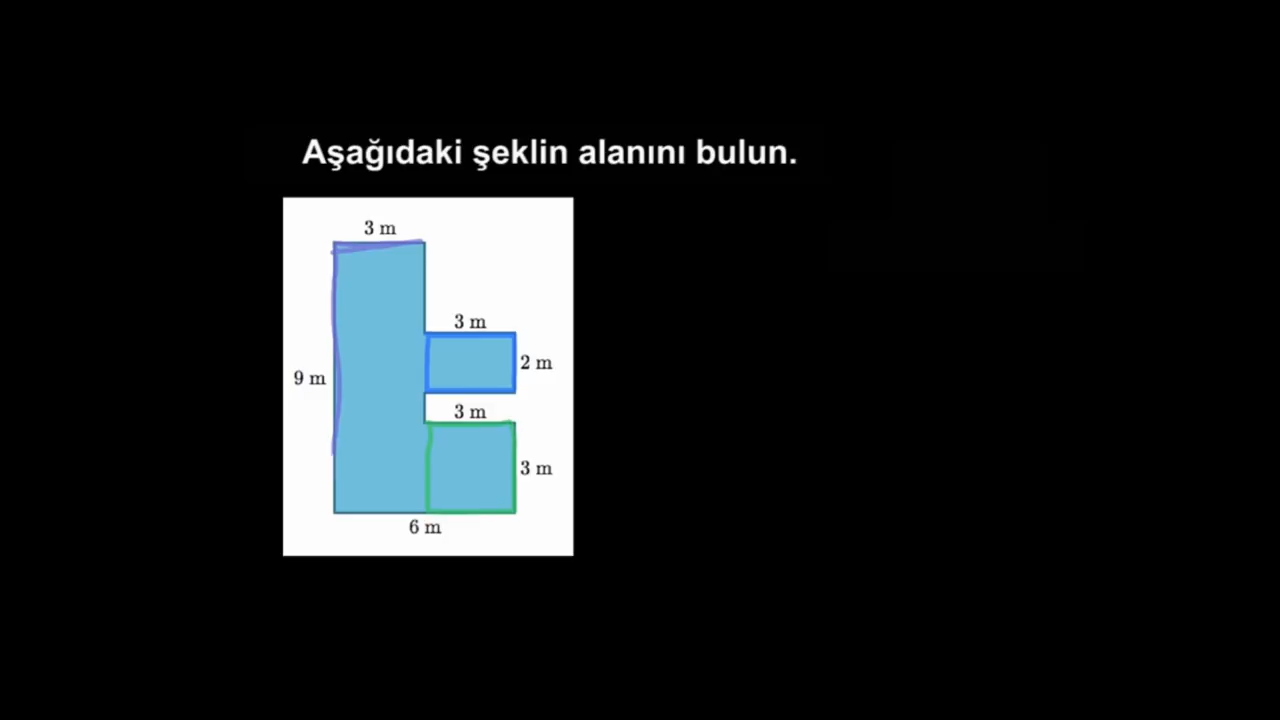 Aşağıdaki şeklin alanını bulun.
3 m
3 m
2 m
9 m
3 m
3 m
6 m